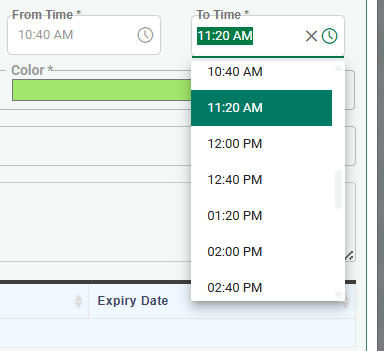 From Time *
To Time *
10:40 AM
11:20 AM
Color *
10:40 AM
11:20 AM
12:00 PM
12:40 PM
01:20 PM
02:00 PM
02:40 PM
Expiry Date